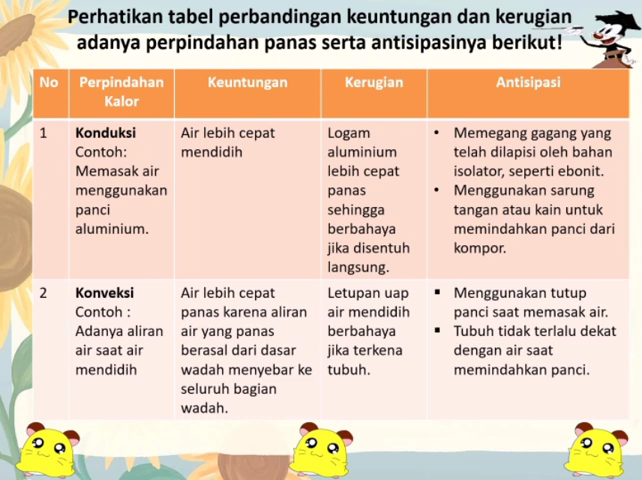 Perhatikan tabel perbandingan keuntungan dan kerugian
adanya perpindahan panas serta antisipasinya berikut!
No
Perpindahan
Kalor
Keuntungan
Kerugian
Antisipasi
1
Konduksi
Contoh:
Memasak air
menggunakan
panci
aluminium.
Air lebih cepat
mendidih
Logam
aluminium
lebih cepat
panas
sehingga
berbahaya
jika disentuh
langsung.
• Memegang gagang yang
telah dilapisi oleh bahan
isolator, seperti ebonit.
• Menggunakan sarung
tangan atau kain untuk
memindahkan panci dari
kompor.
2
Konveksi
Contoh :
Adanya aliran
air saat air
mendidih
Air lebih cepat
panas karena aliran
air yang panas
berasal dari dasar
wadah menyebar ke
seluruh bagian
wadah.
Letupan uap
air mendidih
berbahaya
jika terkena
tubuh.
▪ Menggunakan tutup
panci saat memasak air.
▪ Tubuh tidak terlalu dekat
dengan air saat
memindahkan panci.